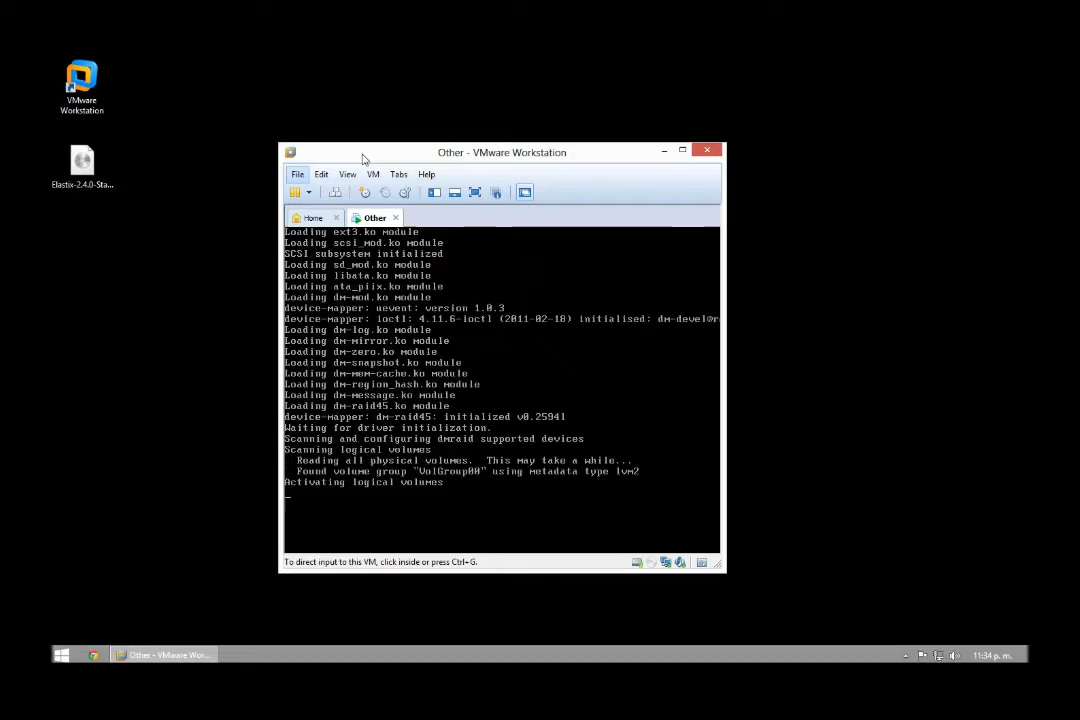 VMware
Workstation
Elastix-2.4.0-Sta...
Other - VMware Workstation
File Edit View VM Tabs Help
Home Other
Loading ext3.ko module
Loading scsi_mod.ko module
SCSI subsystem initialized
Loading sd_mod.ko module
Loading libata.ko module
Loading ata_piix.ko module
Loading dm-mod.ko module
device-mapper: uevent: version 1.0.3
device-mapper: ioctl: 4.11.6-ioctl (2011-02-18) initialised: dm-devel@r
Loading dm-log.ko module
Loading dm-mirror.ko module
Loading dm-zero.ko module
Loading dm-snapshot.ko module
Loading dm-mem-cache.ko module
Loading dm-region_hash.ko module
Loading dm-message.ko module
Loading dm-raid45.ko module
device-mapper: dm-raid45: initialized v0.2594l
Waiting for driver initialization.
Scanning and configuring dmraid supported devices
Scanning logical volumes
Reading all physical volumes. This may take a while...
Found volume group "VolGroup00" using metadata type lvm2
Activating logical volumes
To direct input to this VM, click inside or press Ctrl+G.
Other - VMware Wor...
11:34 p. m.